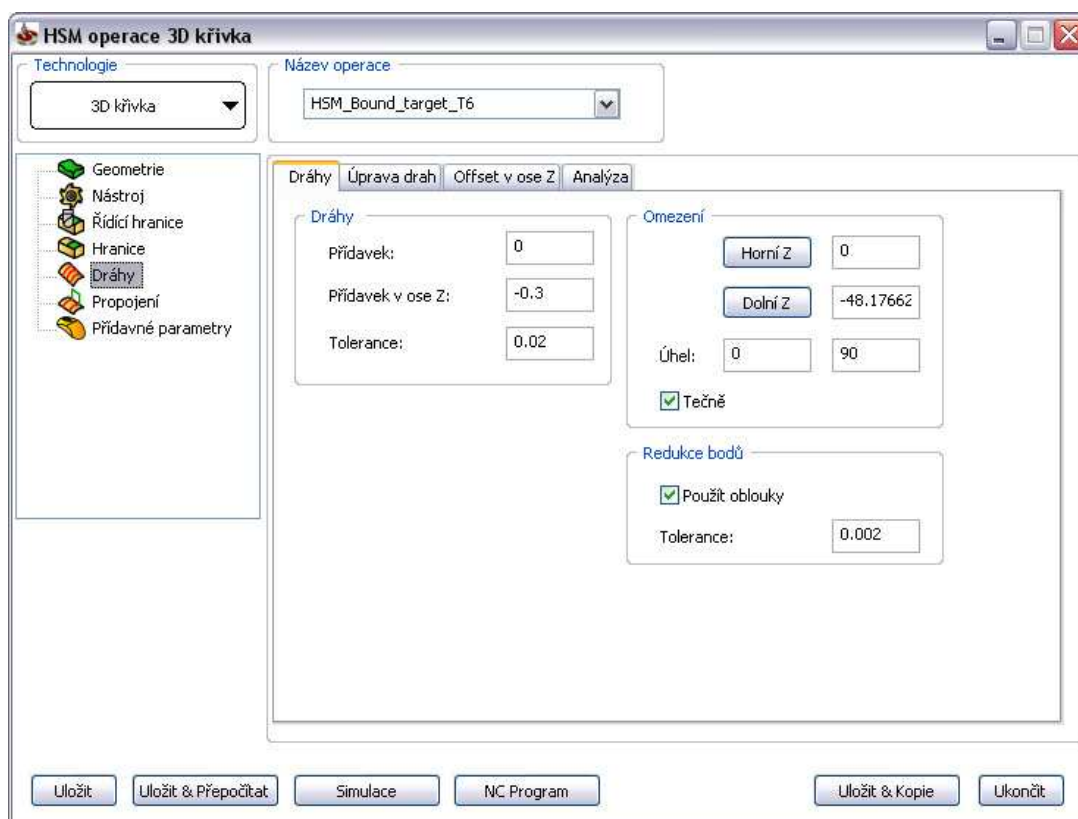 HSM operace 3D křivka
Technologie
3D křivka
Název operace
HSM_Bound_target_T6
Geometrie
Nástroj
Řídící hranice
Hranice
Dráhy
Propojení
Přídavné parametry
Dráhy Úprava drah Offset v ose Z Analýza
Dráhy
Přídavek: 0
Přídavek v ose Z: -0.3
Tolerance: 0.02
Omezení
Horní Z 0
Dolní Z -48.17662
Úhel: 0 90
Tečně
Redukce bodů
Použít oblouky
Tolerance: 0.002
Uložit Uložit & Přepočítat Simulace NC Program Uložit & Kopie Ukončit